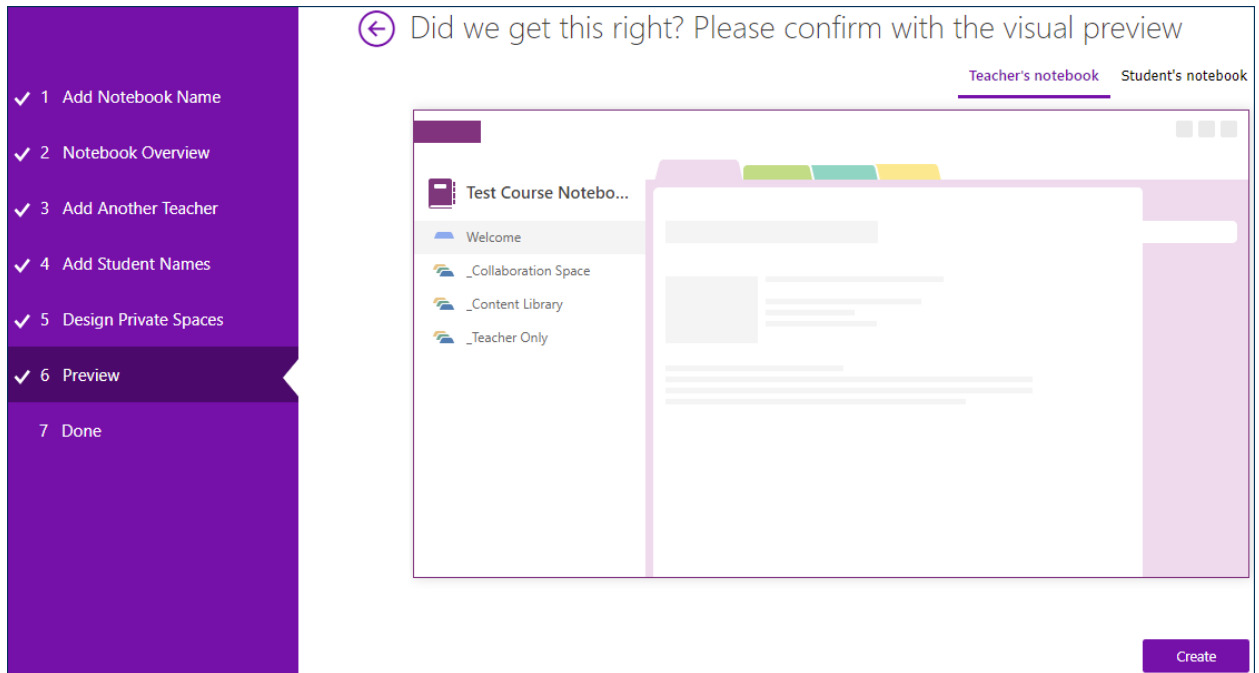 Did we get this right? Please confirm with the visual preview
Teacher's notebook Student's notebook
1 Add Notebook Name
2 Notebook Overview
3 Add Another Teacher
4 Add Student Names
5 Design Private Spaces
6 Preview
7 Done
Test Course Notebo...
Welcome
_Collaboration Space
_Content Library
_Teacher Only
Create